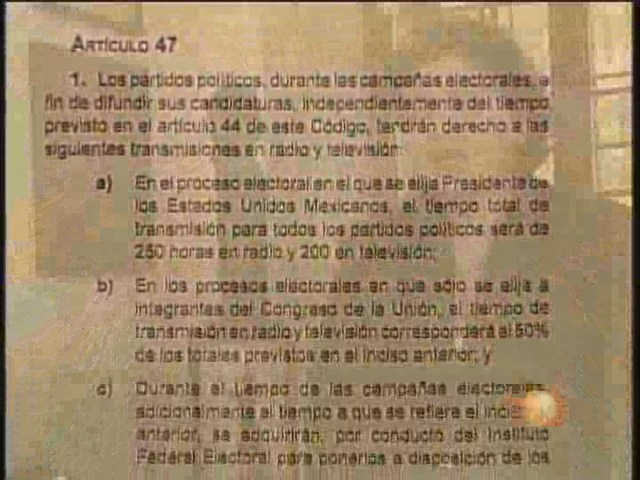 ARTÍCULO 47
1. Los partidos políticos, durante las campañas electorales, a
fin de difundir sus candidaturas, independientemente del tiempo
previsto en el artículo 44 de este Código, tendrán derecho a las
siguientes transmisiones en radio y televisión:
a) En el proceso electoral en el que se elija Presidente de
los Estados Unidos Mexicanos, el tiempo total de
transmisión para todos los partidos políticos será de
250 horas en radio y 200 en televisión;
b) En los procesos electorales en que sólo se elija a
integrantes del Congreso de la Unión, el tiempo de
transmisión en radio y televisión corresponderá al 50%
de los totales previstos en el inciso anterior; y
c) Durante el tiempo de las campañas electorales,
adicionalmente al tiempo a que se refiere el
anterior, se adquirirán, por conducto del Instituto
Federal Electoral para ponerlos a disposición de los